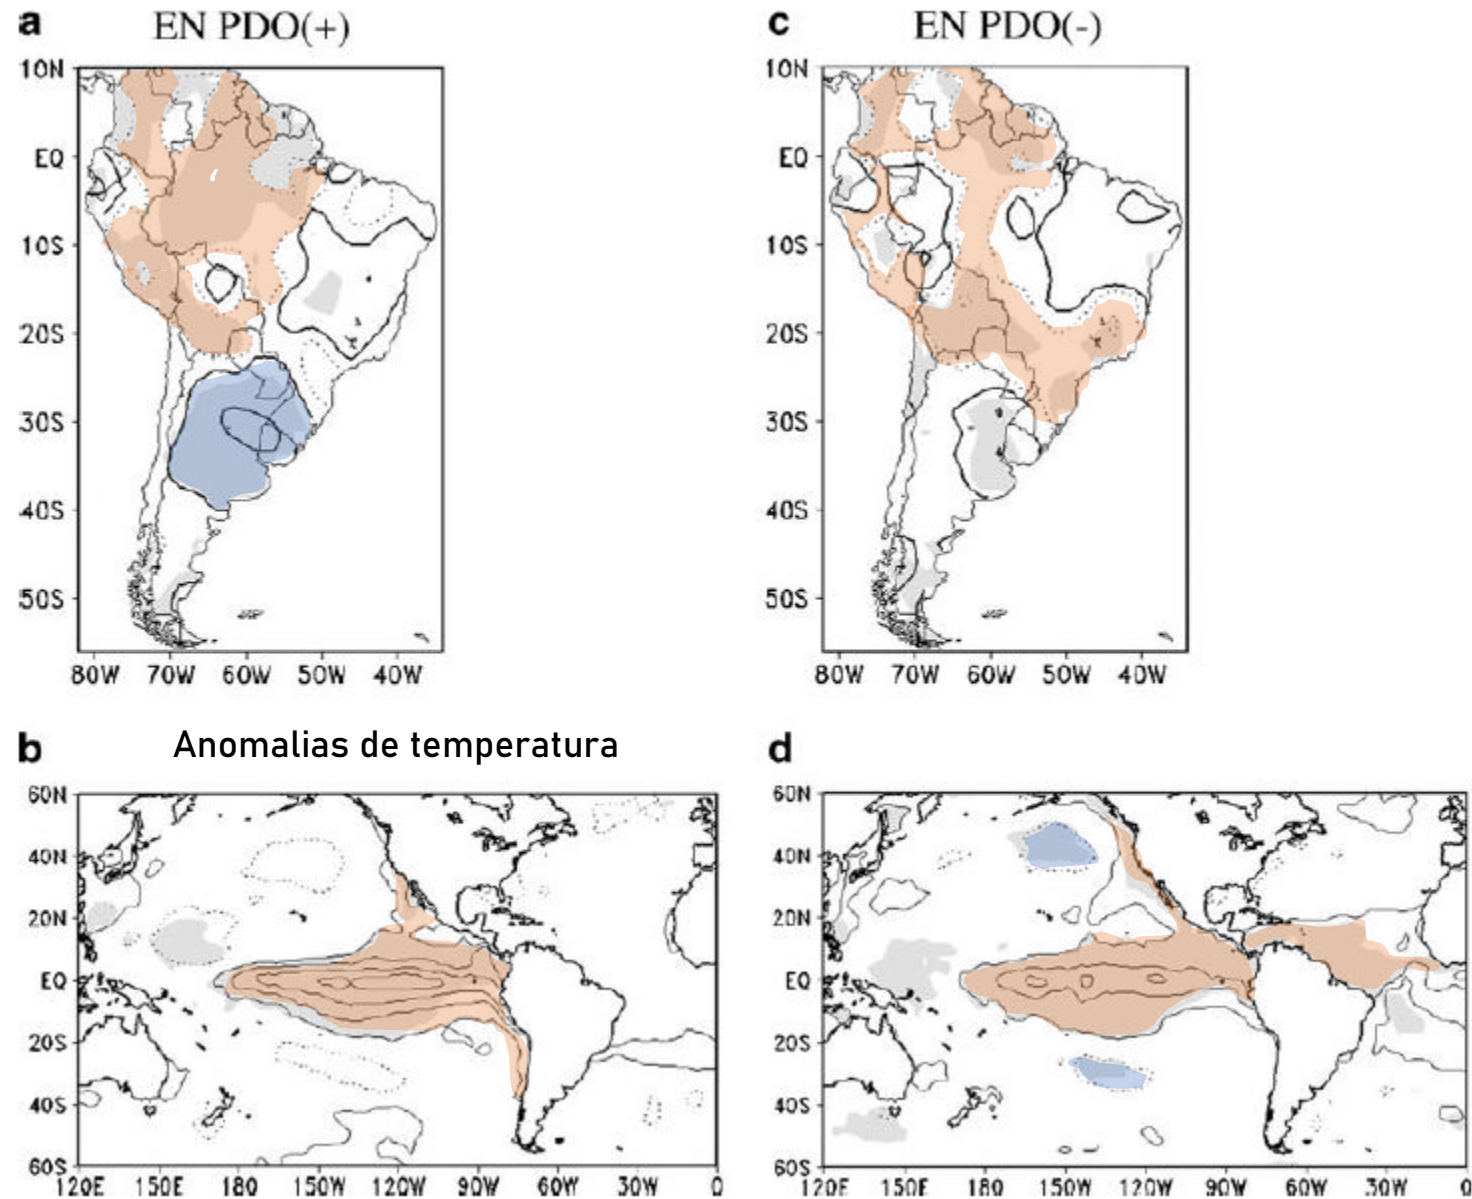 a EN PDO(+)
c EN PDO(-)
10N
EQ
10S
20S
30S
40S
50S
80W 70W 60W 50W 40W
10N
EQ
10S
20S
30S
40S
50S
80W 70W 60W 50W 40W
b Anomalias de temperatura
d
60N
40N
20N
EQ
20S
40S
60S
120E 150E 180 150W 120W 90W 60W 30W 0
60N
40N
20N
EQ
20S
40S
60S
120E 150E 180 150W 120W 90W 60W 30W 0